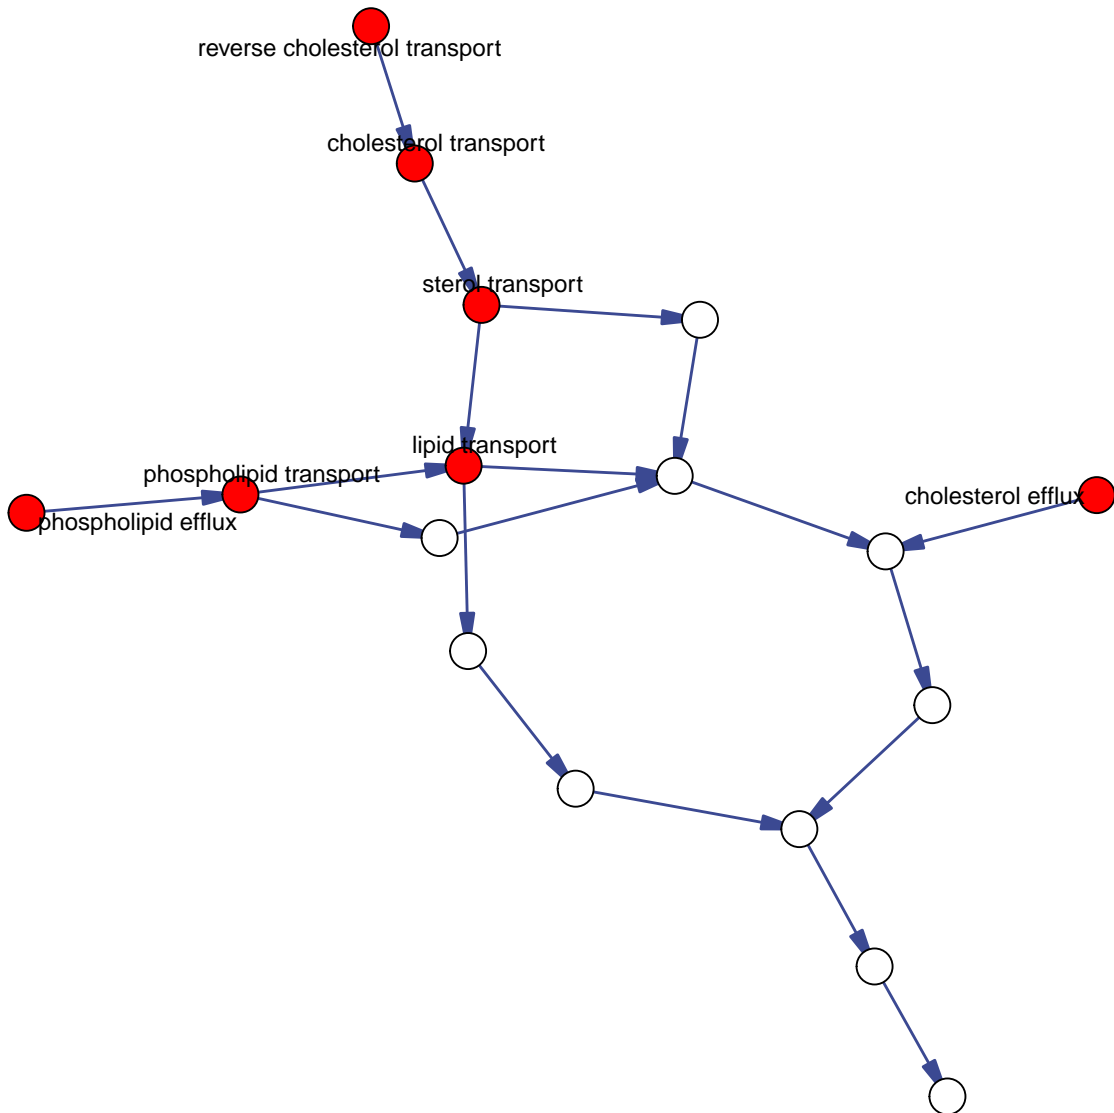 reverse cholesterol transport
cholesterol transport
sterol transport
lipid transport
phospholipid transport
cholesterol efflux
phospholipid efflux